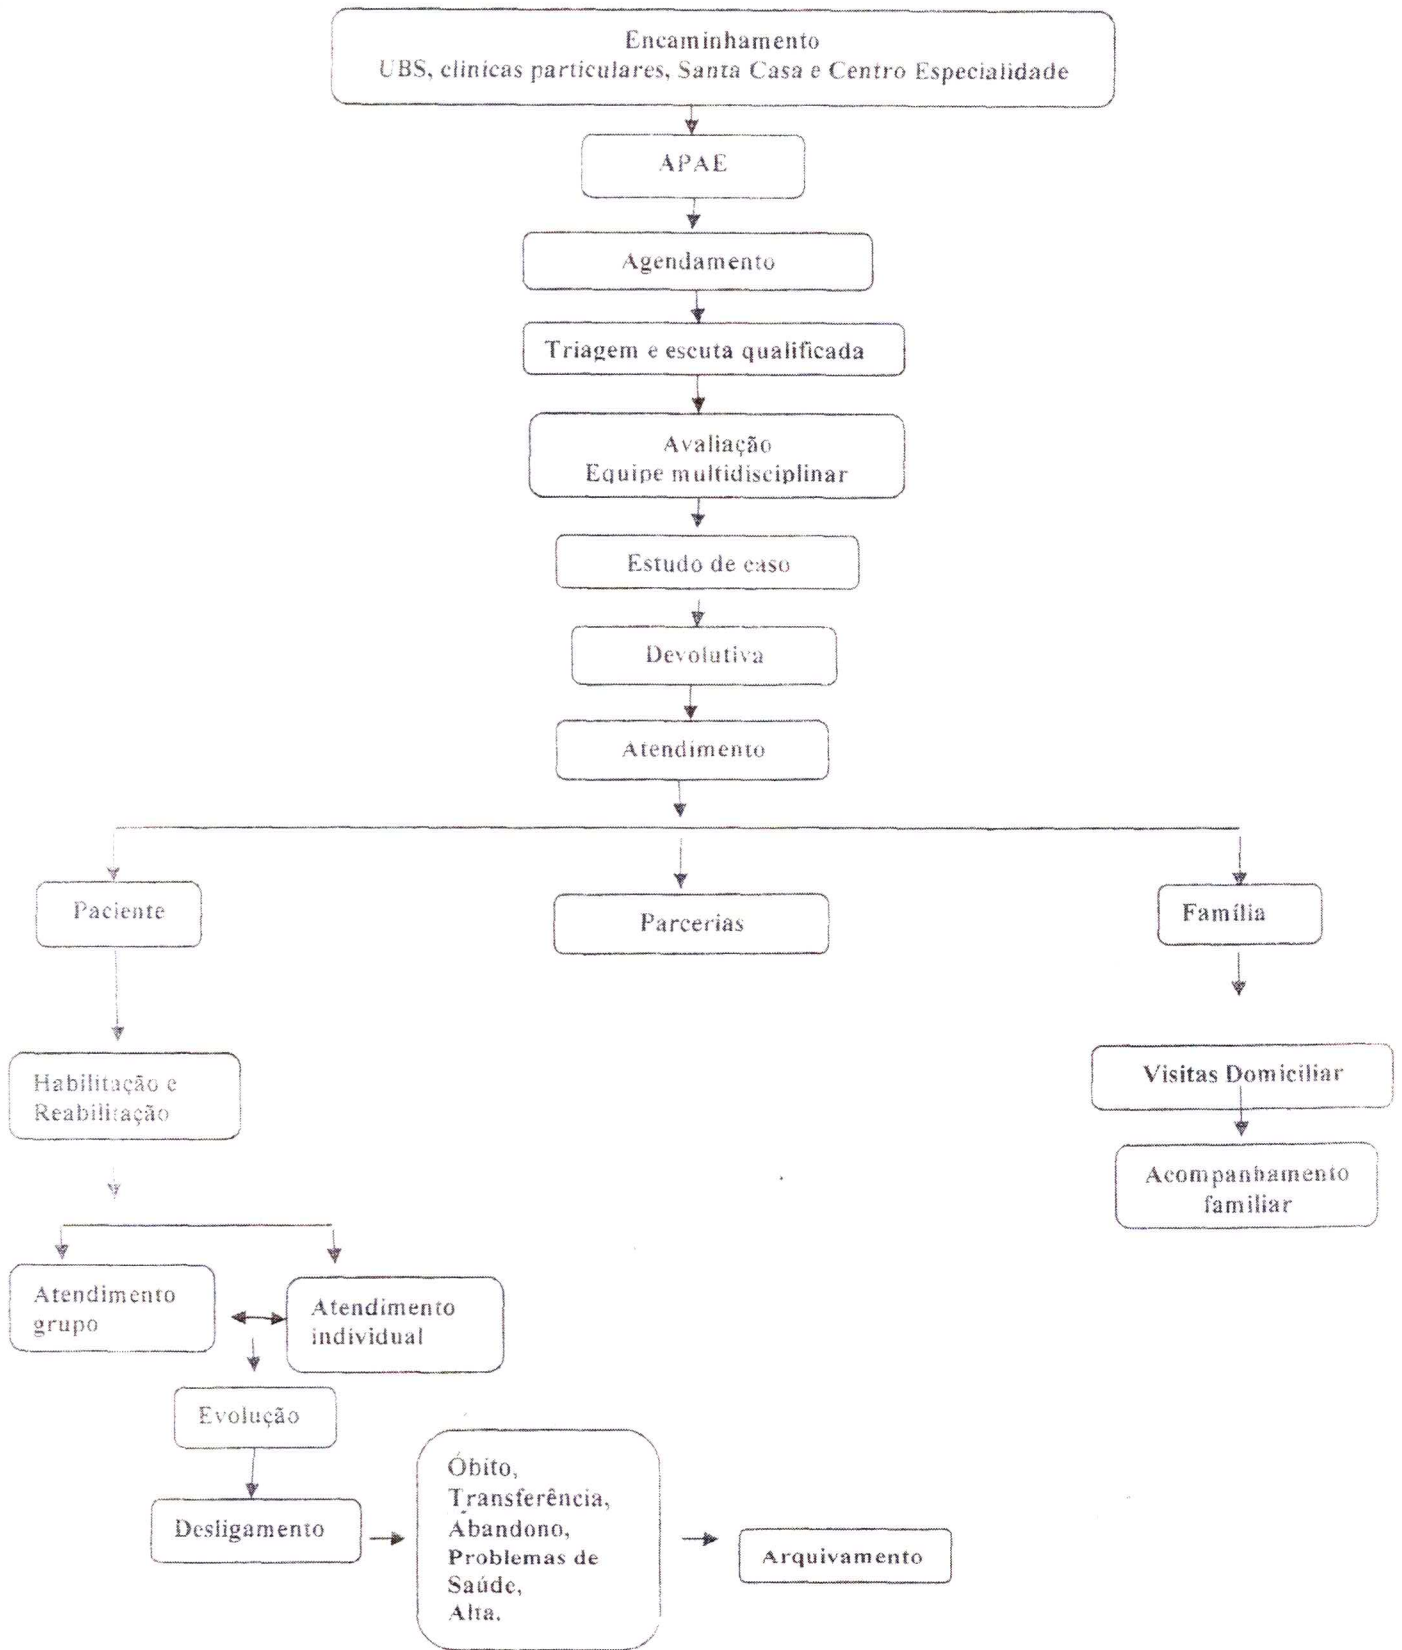 Encaminhamento
UBS, clinicas particulares, Santa Casa e Centro Especialidade
APAE
Agendamento
Triagem e escuta qualificada
Avaliação
Equipe multidisciplinar
Estudo de caso
Devolutiva
Atendimento
Paciente
Parcerias
Família
Habilitação e
Reabilitação
Visitas Domiciliar
Acompanhamento
familiar
Atendimento
grupo
Atendimento
individual
Evolução
Desligamento
Óbito,
Transferência,
Abandono,
Problemas de
Saúde,
Alta.
Arquivamento